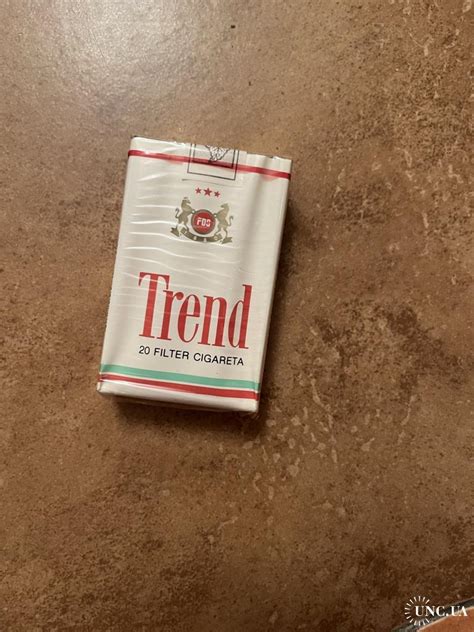 FDS
Trend
20 FILTER CIGARETA
UNC.UA